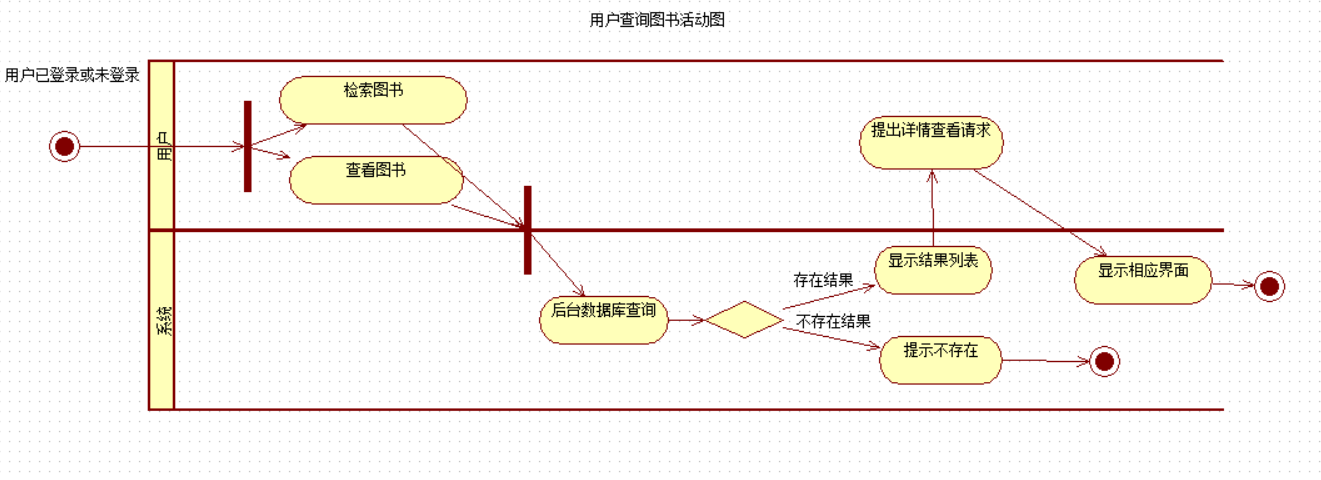 用户查询图书活动图
用户已登录或未登录
用户
检索图书
查看图书
提出详情查看请求
系统
后台数据库查询
存在结果
不存在结果
显示结果列表
提示不存在
显示相应界面